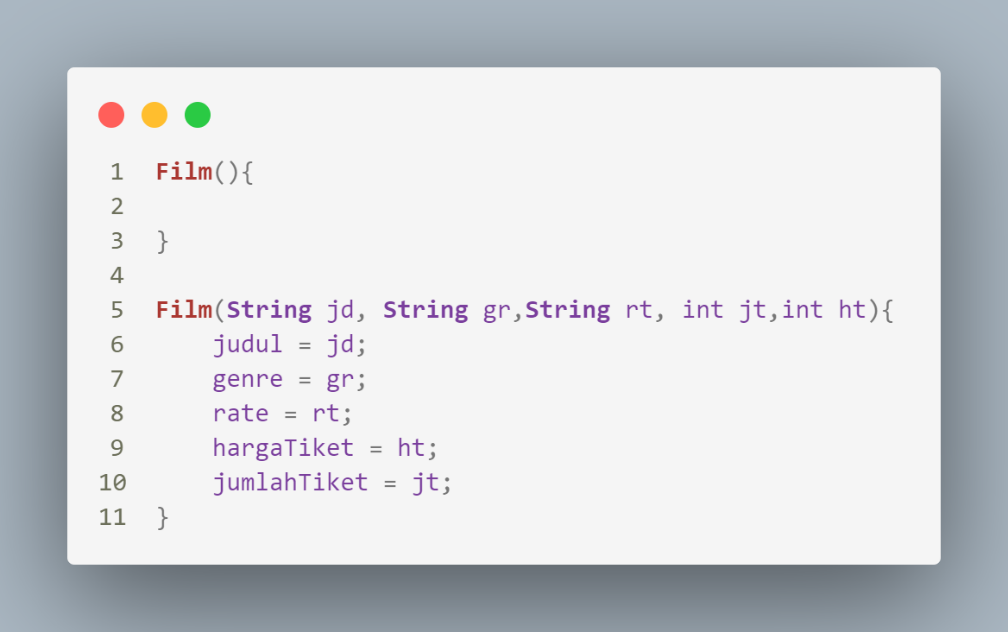 1 Film(){
2
3 }
4
5 Film(String jd, String gr,String rt, int jt,int ht){
6     judul = jd;
7     genre = gr;
8     rate = rt;
9     hargaTiket = ht;
10     jumlahTiket = jt;
11 }